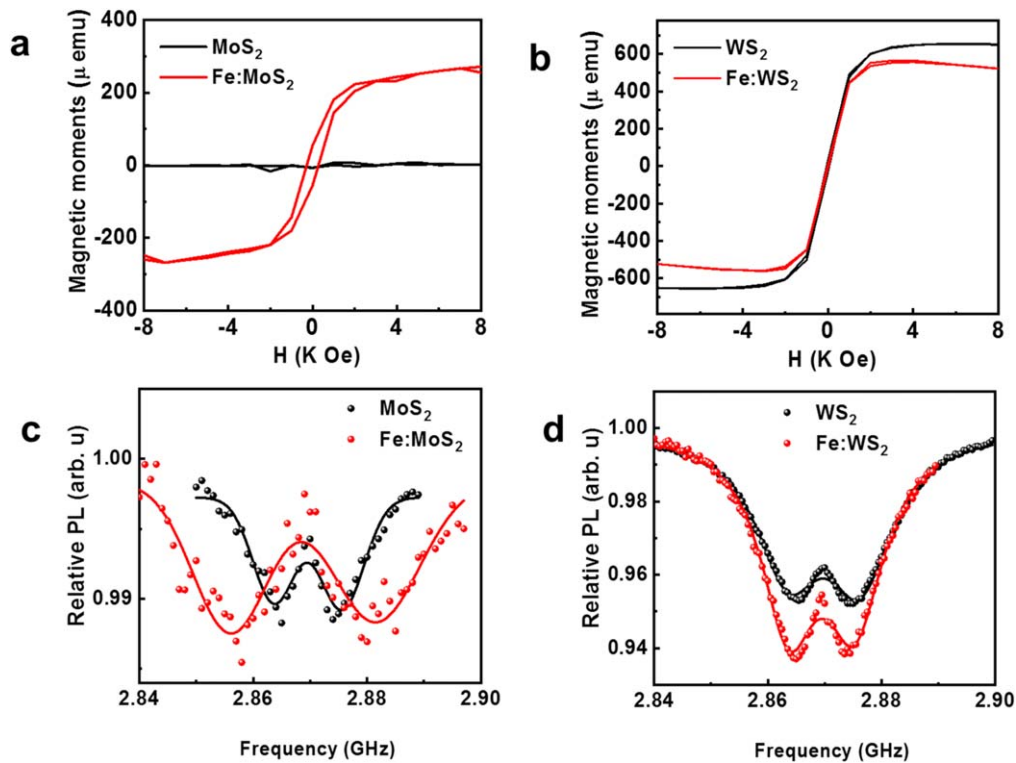 a
MoS₂
Fe:MoS₂
Magnetic moments (μ emu)
400
200
0
-200
-400
-8
-4
0
4
8
H (K Oe)
b
WS₂
Fe:WS₂
Magnetic moments (μ emu)
600
400
200
0
-200
-400
-600
-8
-4
0
4
8
H (K Oe)
c
MoS₂
Fe:MoS₂
Relative PL (arb. u)
1.00
0.99
2.84
2.86
2.88
2.90
Frequency (GHz)
d
WS₂
Fe:WS₂
Relative PL (arb. u)
1.00
0.98
0.96
0.94
2.84
2.86
2.88
2.90
Frequency (GHz)